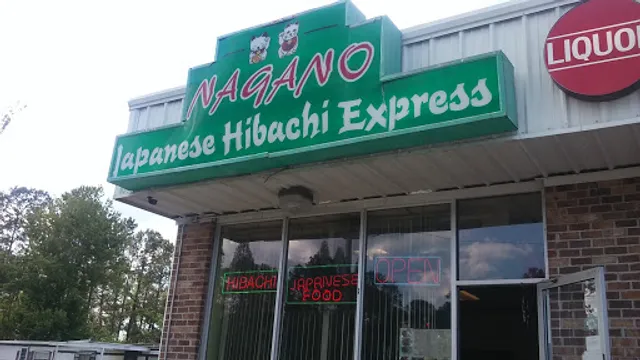 NAGANO
Japanese Hibachi Express
LIQUO
HIBACHI
JAPANESE
FOOD
OPEN